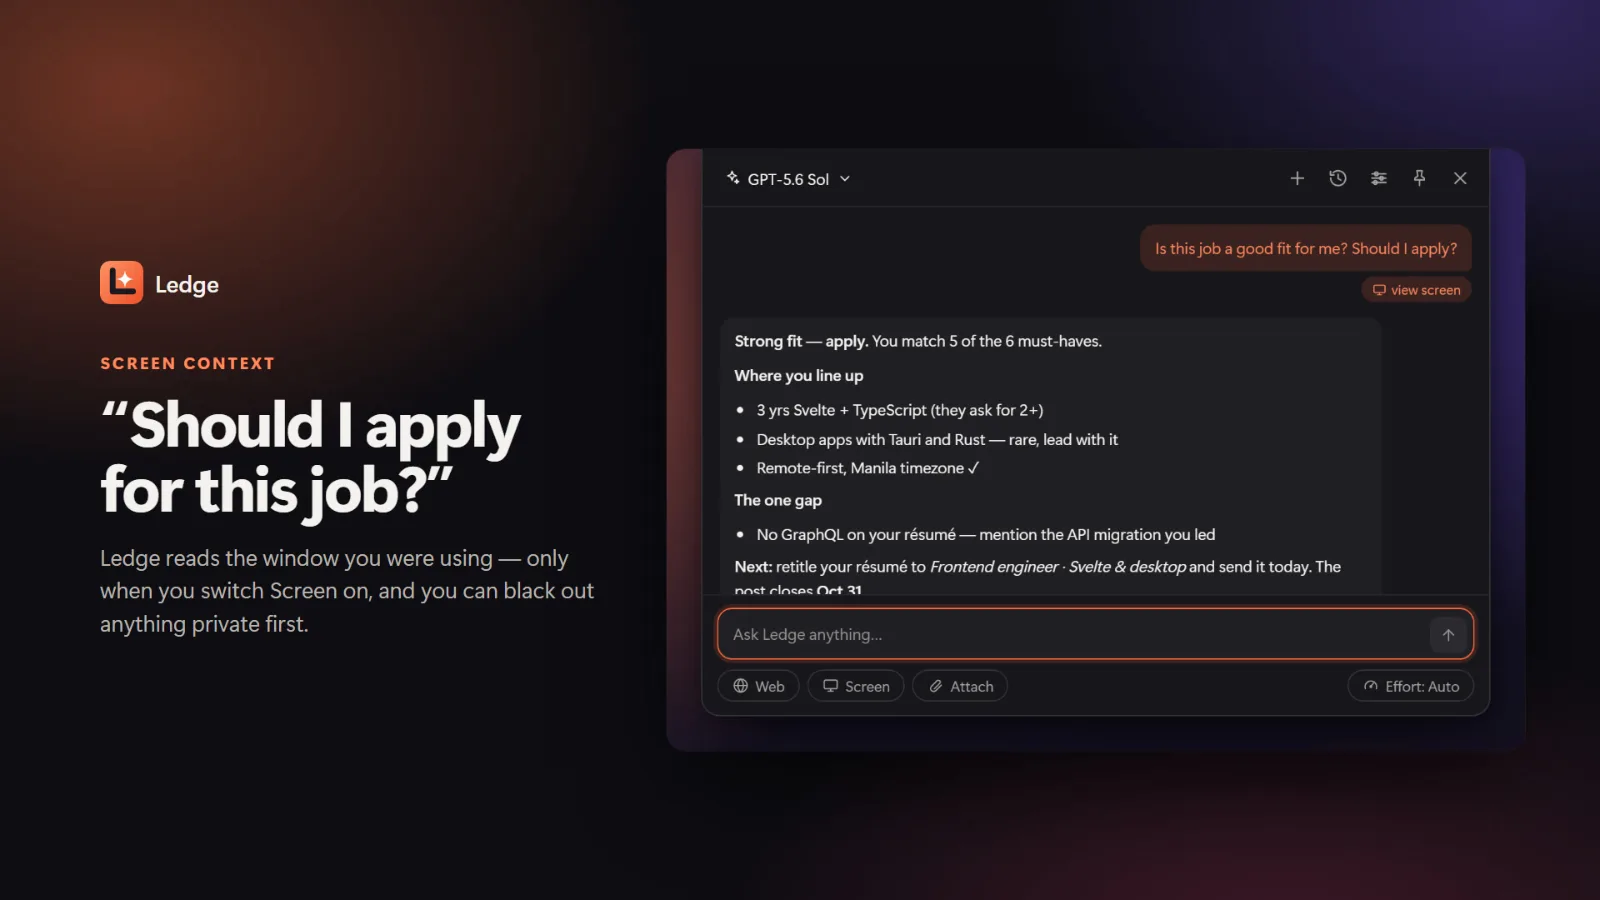 Ledge
SCREEN CONTEXT
“Should I apply
for this job?”
Ledge reads the window you were using — only
when you switch Screen on, and you can black out
anything private first.
GPT-5.6 Sol
Is this job a good fit for me? Should I apply?
view screen
Strong fit — apply. You match 5 of the 6 must-haves.
Where you line up
• 3 yrs Svelte + TypeScript (they ask for 2+)
• Desktop apps with Tauri and Rust — rare, lead with it
• Remote-first, Manila timezone ✓
The one gap
• No GraphQL on your résumé — mention the API migration you led
Next: retitle your résumé to Frontend engineer · Svelte & desktop and send it today. The
post closes Oct 31
Ask Ledge anything...
Web
Screen
Attach
Effort: Auto